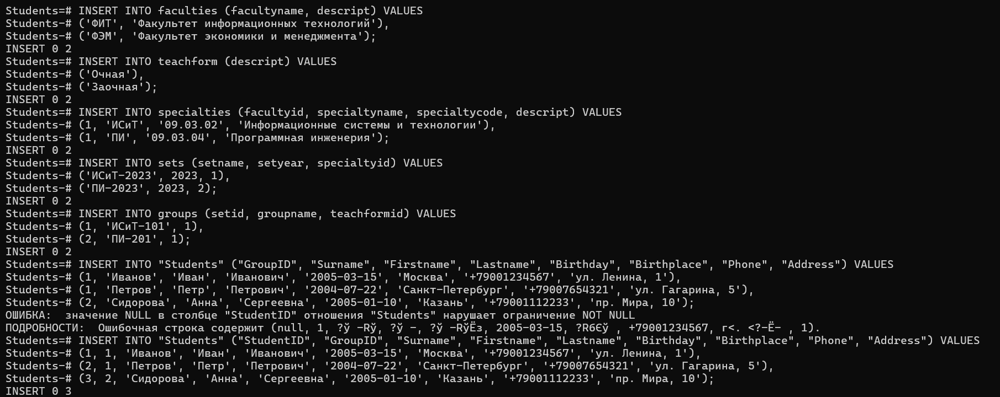 Students=# INSERT INTO faculties (facultyname, descript) VALUES
Students-# ('ФИТ', 'Факультет информационных технологий'),
Students-# ('ФЭМ', 'Факультет экономики и менеджмента');
INSERT 0 2
Students=# INSERT INTO teachform (descript) VALUES
Students-# ('Очная'),
Students-# ('Заочная');
INSERT 0 2
Students=# INSERT INTO specialties (facultyid, specialtyname, specialtycode, descript) VALUES
Students-# (1, 'ИСиТ', '09.03.02', 'Информационные системы и технологии'),
Students-# (1, 'ПИ', '09.03.04', 'Программная инженерия');
INSERT 0 2
Students=# INSERT INTO sets (setname, setyear, specialtyid) VALUES
Students-# ('ИСиТ-2023', 2023, 1),
Students-# ('ПИ-2023', 2023, 2);
INSERT 0 2
Students=# INSERT INTO groups (setid, groupname, teachformid) VALUES
Students-# (1, 'ИСиТ-101', 1),
Students-# (2, 'ПИ-201', 1);
INSERT 0 2
Students=# INSERT INTO "Students" ("GroupID", "Surname", "Firstname", "Lastname", "Birthday", "Birthplace", "Phone", "Address") VALUES
Students-# (1, 'Иванов', 'Иван', 'Иванович', '2005-03-15', 'Москва', '+79001234567', 'ул. Ленина, 1'),
Students-# (1, 'Петров', 'Петр', 'Петрович', '2004-07-22', 'Санкт-Петербург', '+79007654321', 'ул. Гагарина, 5'),
Students-# (2, 'Сидорова', 'Анна', 'Сергеевна', '2005-01-10', 'Казань', '+79001112233', 'пр. Мира, 10');
ОШИБКА:  значение NULL в столбце "StudentID" отношения "Students" нарушает ограничение NOT NULL
ПОДРОБНОСТИ:  Ошибочная строка содержит (null, 1, ?ў -Rў, ?ў -, ?ў -RўЁз, 2005-03-15, ?RбЄў , +79001234567, г<. <?-Ё- , 1).
Students=# INSERT INTO "Students" ("StudentID", "GroupID", "Surname", "Firstname", "Lastname", "Birthday", "Birthplace", "Phone", "Address") VALUES
Students-# (1, 1, 'Иванов', 'Иван', 'Иванович', '2005-03-15', 'Москва', '+79001234567', 'ул. Ленина, 1'),
Students-# (2, 1, 'Петров', 'Петр', 'Петрович', '2004-07-22', 'Санкт-Петербург', '+79007654321', 'ул. Гагарина, 5'),
Students-# (3, 2, 'Сидорова', 'Анна', 'Сергеевна', '2005-01-10', 'Казань', '+79001112233', 'пр. Мира, 10');
INSERT 0 3